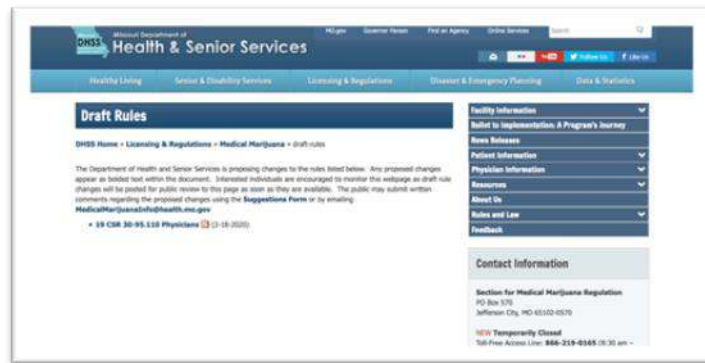 DHSS
Missouri Department of
Health & Senior Services
MO.gov Governor Parson Find an Agency Online Services Search
Follow Us Like Us
Healthy Living Senior & Disability Services Licensing & Regulations Disaster & Emergency Planning Data & Statistics
Draft Rules
DHSS Home » Licensing & Regulations » Medical Marijuana » draft-rules
The Department of Health and Senior Services is proposing changes to the rules listed below. Any proposed changes
appear as bolded text within the document. Interested individuals are encouraged to monitor this webpage as draft rule
changes will be posted for public review to this page as soon as they are available. The public may submit written
comments regarding the proposed changes using the Suggestions Form or by emailing
MedicalMarijuanaInfo@health.mo.gov
• 19 CSR 30-95.110 Physicians (3-18-2020)
Facility Information
Ballot to Implementation: A Program's Journey
News Releases
Patient Information
Physician Information
Resources
About Us
Rules and Law
Feedback
Contact Information
Section for Medical Marijuana Regulation
PO Box 570
Jefferson City, MO 65102-0570
NEW Temporarily Closed
Toll-Free Access Line: 866-219-0165 (8:30 am –